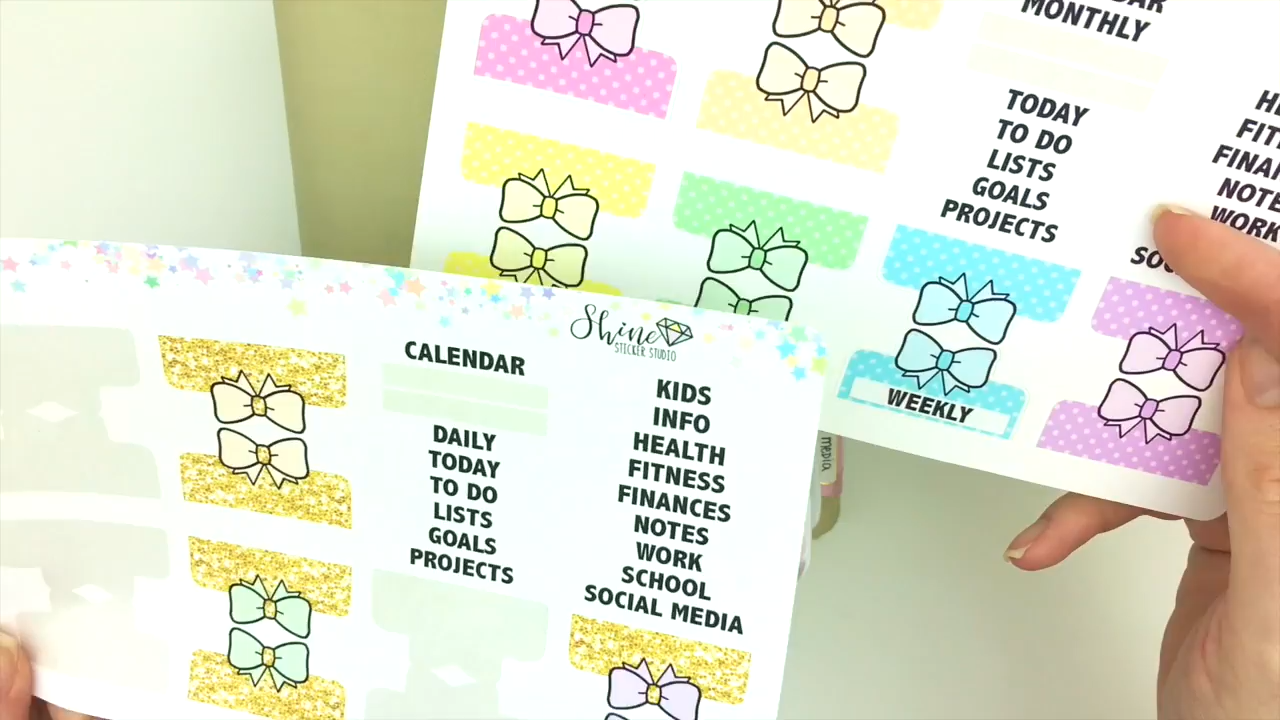 MONTHLY
TODAY
TO DO
LISTS
GOALS
PROJECTS
WEEKLY
Shine
STICKER STUDIO
CALENDAR
DAILY
TODAY
TO DO
LISTS
GOALS
PROJECTS
KIDS
INFO
HEALTH
FITNESS
FINANCES
NOTES
WORK
SCHOOL
SOCIAL MEDIA
MEDIA